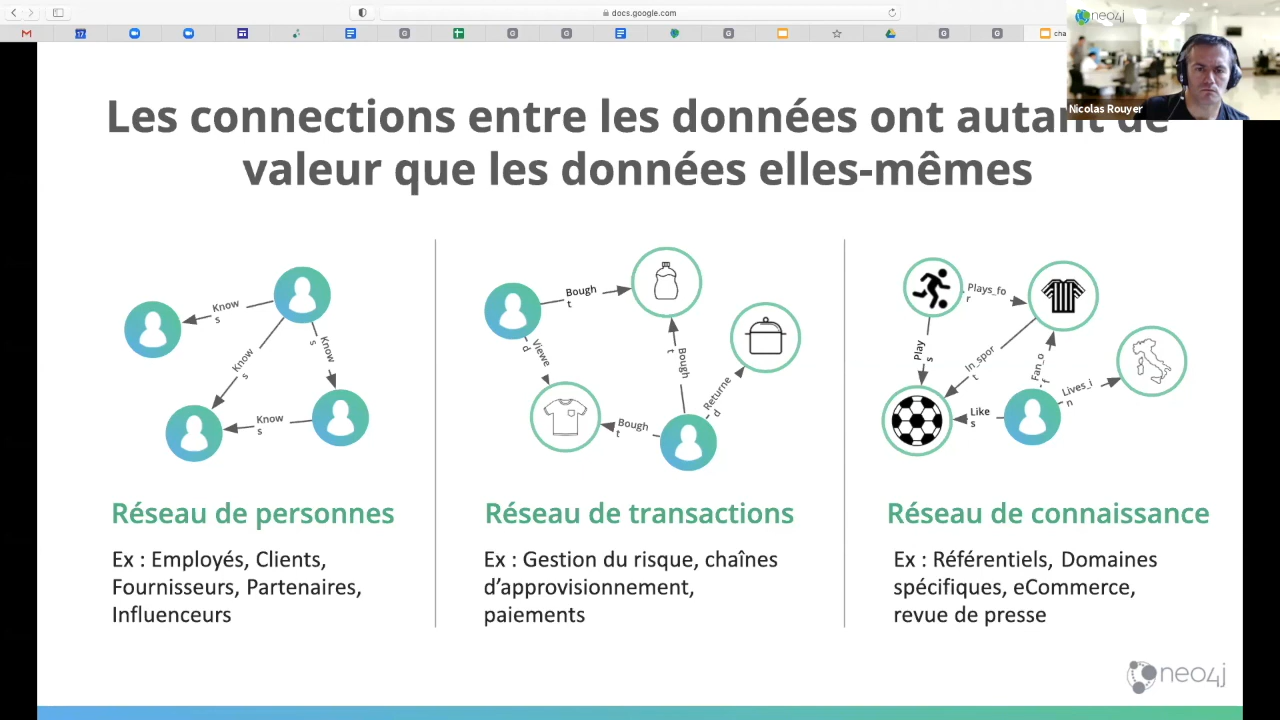 docs.google.com
17
cha
neo4j
Nicolas Rouyer
Les connections entre les données ont autant de
valeur que les données elles-mêmes
Know
s
Know
s
Know
s
Know
s
Bough
t
Viewe
d
Bough
t
Bough
t
Returne
d
Plays_fo
r
Play
s
In_spor
t
Fan_o
f
Lives_i
n
Like
s
Réseau de personnes
Ex : Employés, Clients,
Fournisseurs, Partenaires,
Influenceurs
Réseau de transactions
Ex : Gestion du risque, chaînes
d’approvisionnement,
paiements
Réseau de connaissance
Ex : Référentiels, Domaines
spécifiques, eCommerce,
revue de presse
neo4j